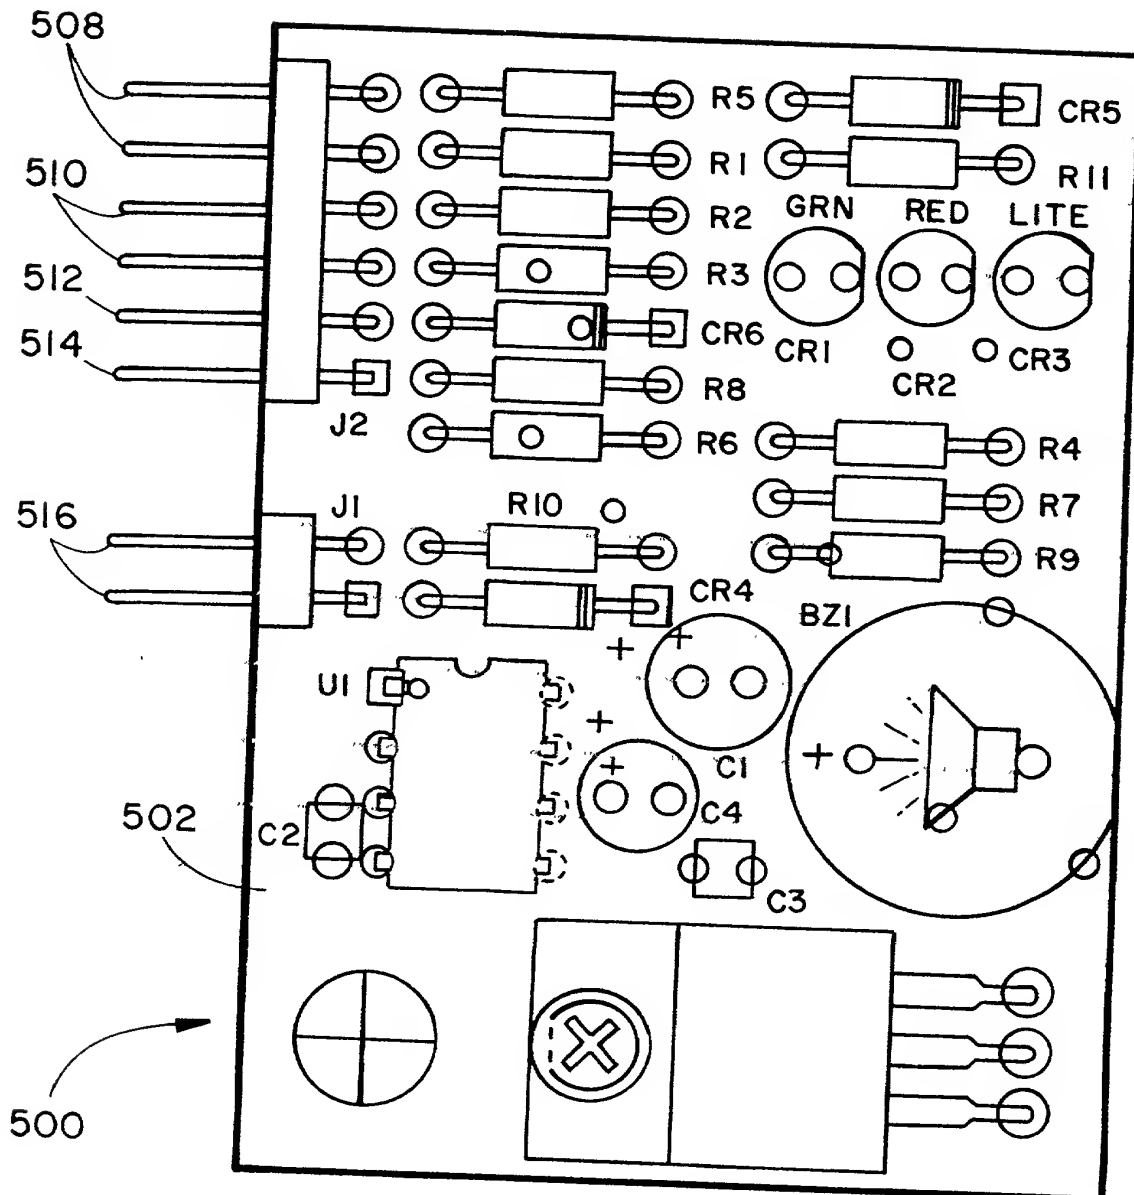 508
R5
CR5
R1
R11
510
GRN RED LITE
R2
R3
512
CR6
CR1
CR2
CR3
514
R8
J2
R6
R4
516
J1
R10
R7
R9
CR4
BZ1
+ +
U1
+
+
+
C1
502
C2
C4
C3
500